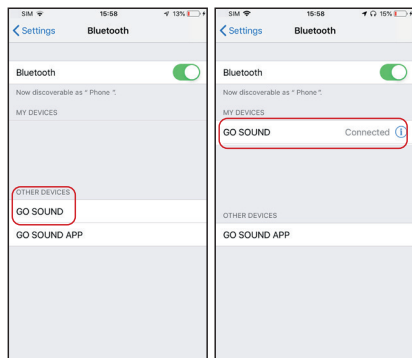 SIM 15:58 13%
Settings Bluetooth
Bluetooth
Now discoverable as " Phone ".
MY DEVICES
OTHER DEVICES
GO SOUND
GO SOUND APP
SIM 15:58 15%
Settings Bluetooth
Bluetooth
Now discoverable as " Phone ".
MY DEVICES
GO SOUND Connected
OTHER DEVICES
GO SOUND APP